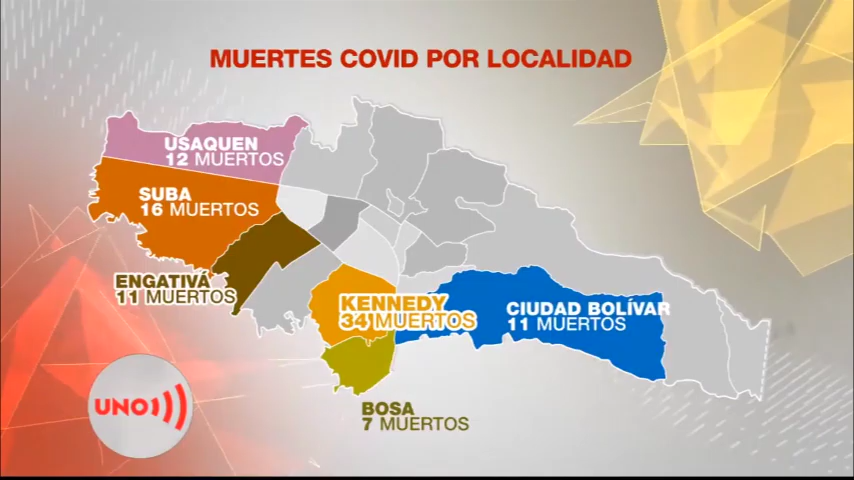 MUERTES COVID POR LOCALIDAD
USAQUEN
12 MUERTOS
SUBA
16 MUERTOS
ENGATIVÁ
11 MUERTOS
KENNEDY
34 MUERTOS
CIUDAD BOLÍVAR
11 MUERTOS
BOSA
7 MUERTOS
UNO1